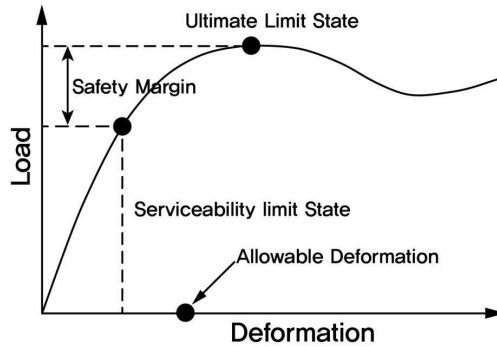 Ultimate Limit State
Safety Margin
Load
Serviceability limit State
Allowable Deformation
Deformation